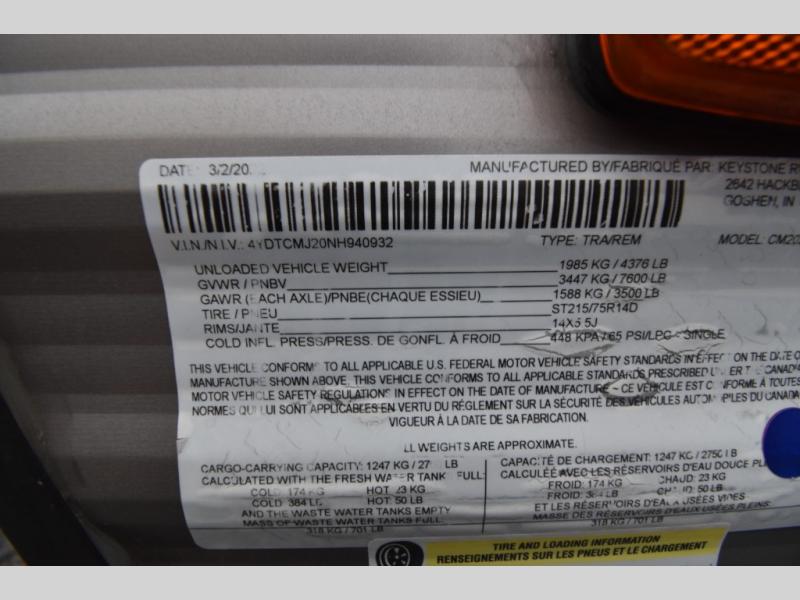 DATE: 3/2/20
MANUFACTURED BY/FABRIQUÉ PAR: KEYSTONE
2642
GOSHEN, IN
V.I.N./N.I.V.: 4YDTCMJ20NH940932 TYPE: TRA/REM MODEL:
UNLOADED VEHICLE WEIGHT 1985 KG / 4376 LB
GVWR / PNBV 3447 KG / 7600 LB
GAWR (EACH AXLE)/PNBE(CHAQUE ESSIEU) 1588 KG / 3500 LB
TIRE / PNEU ST215/75R14D
RIMS/JANTE 14X5.5J
COLD INFL. PRESS/PRESS. DE GONFL. À FROID 448 KPA / 65 PSI/LPC - SINGLE
THIS VEHICLE CONFORMS TO ALL APPLICABLE U.S. FEDERAL MOTOR VEHICLE SAFETY STANDARDS IN EFFECT ON THE DATE OF
MANUFACTURE SHOWN ABOVE, THIS VEHICLE CONFORMS TO ALL APPLICABLE STANDARDS PRESCRIBED UNDER THE
MOTOR VEHICLE SAFETY REGULATIONS IN EFFECT ON THE DATE OF MANUFACTURE - CE VÉHICULE EST CONFORME À TOUTES
NORMES QUI LUI SONT APPLICABLES EN VERTU DU RÉGLEMENT SUR LA SÉCURITÉ DES VÉHICULES AUTOMOBILES DU CANADA
VIGUEUR À LA DATE DE SA FABRICATION.
ALL WEIGHTS ARE APPROXIMATE.
CARGO-CARRYING CAPACITY: 1247 KG / 27 LB
CALCULATED WITH THE FRESH WATER TANK FULL:
COLD: 174 KG HOT: 23 KG
COLD: 384 LB HOT: 50 LB
AND THE WASTE WATER TANKS EMPTY
MASS OF WASTE WATER TANKS FULL:
318 KG / 701 LB
CAPACITÉ DE CHARGEMENT: 1247 KG / 2750 LB
CALCULÉE AVEC LES RÉSERVOIRS D'EAU DOUCE
FROID: 174 KG CHAUD: 23 KG
FROID: 384 LB CHAUD: 50 LB
ET LES RÉSERVOIRS D'EAUX USÉES VIDES
MASSE DES RÉSERVOIRS D'EAUX USÉES PLEINS:
318 KG / 701 LB
TIRE AND LOADING INFORMATION
RENSEIGNEMENTS SUR LES PNEUS ET LE CHARGEMENT